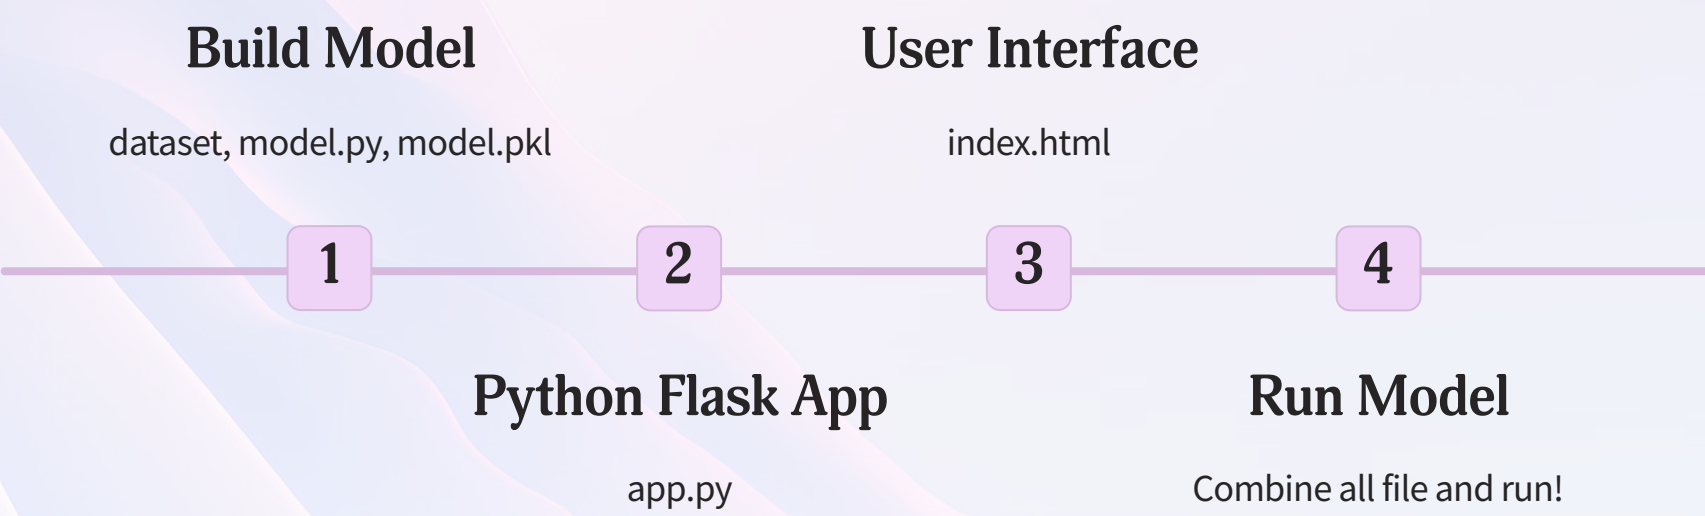 Build Model
dataset, model.py, model.pkl
User Interface
index.html
1
2
3
4
Python Flask App
app.py
Run Model
Combine all file and run!